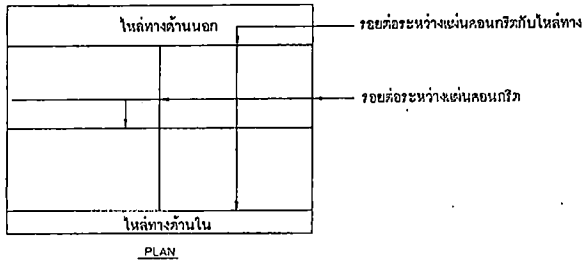 ไหล่ทางด้านนอก
รอยต่อระหว่างแผ่นคอนกรีตกับไหล่ทาง
รอยต่อระหว่างแผ่นคอนกรีต
ไหล่ทางด้านใน
PLAN